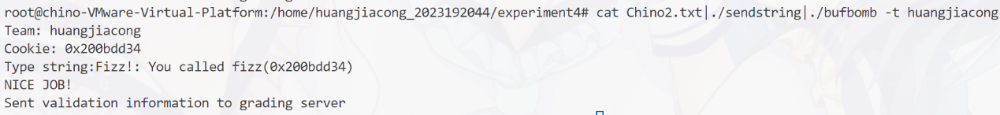 root@chino-VMware-Virtual-Platform:/home/huangjiacong_2023192044/experiment4# cat Chino2.txt|./sendstring|./bufbomb -t huangjiacong
Team: huangjiacong
Cookie: 0x200bdd34
Type string:Fizz!: You called fizz(0x200bdd34)
NICE JOB!
Sent validation information to grading server